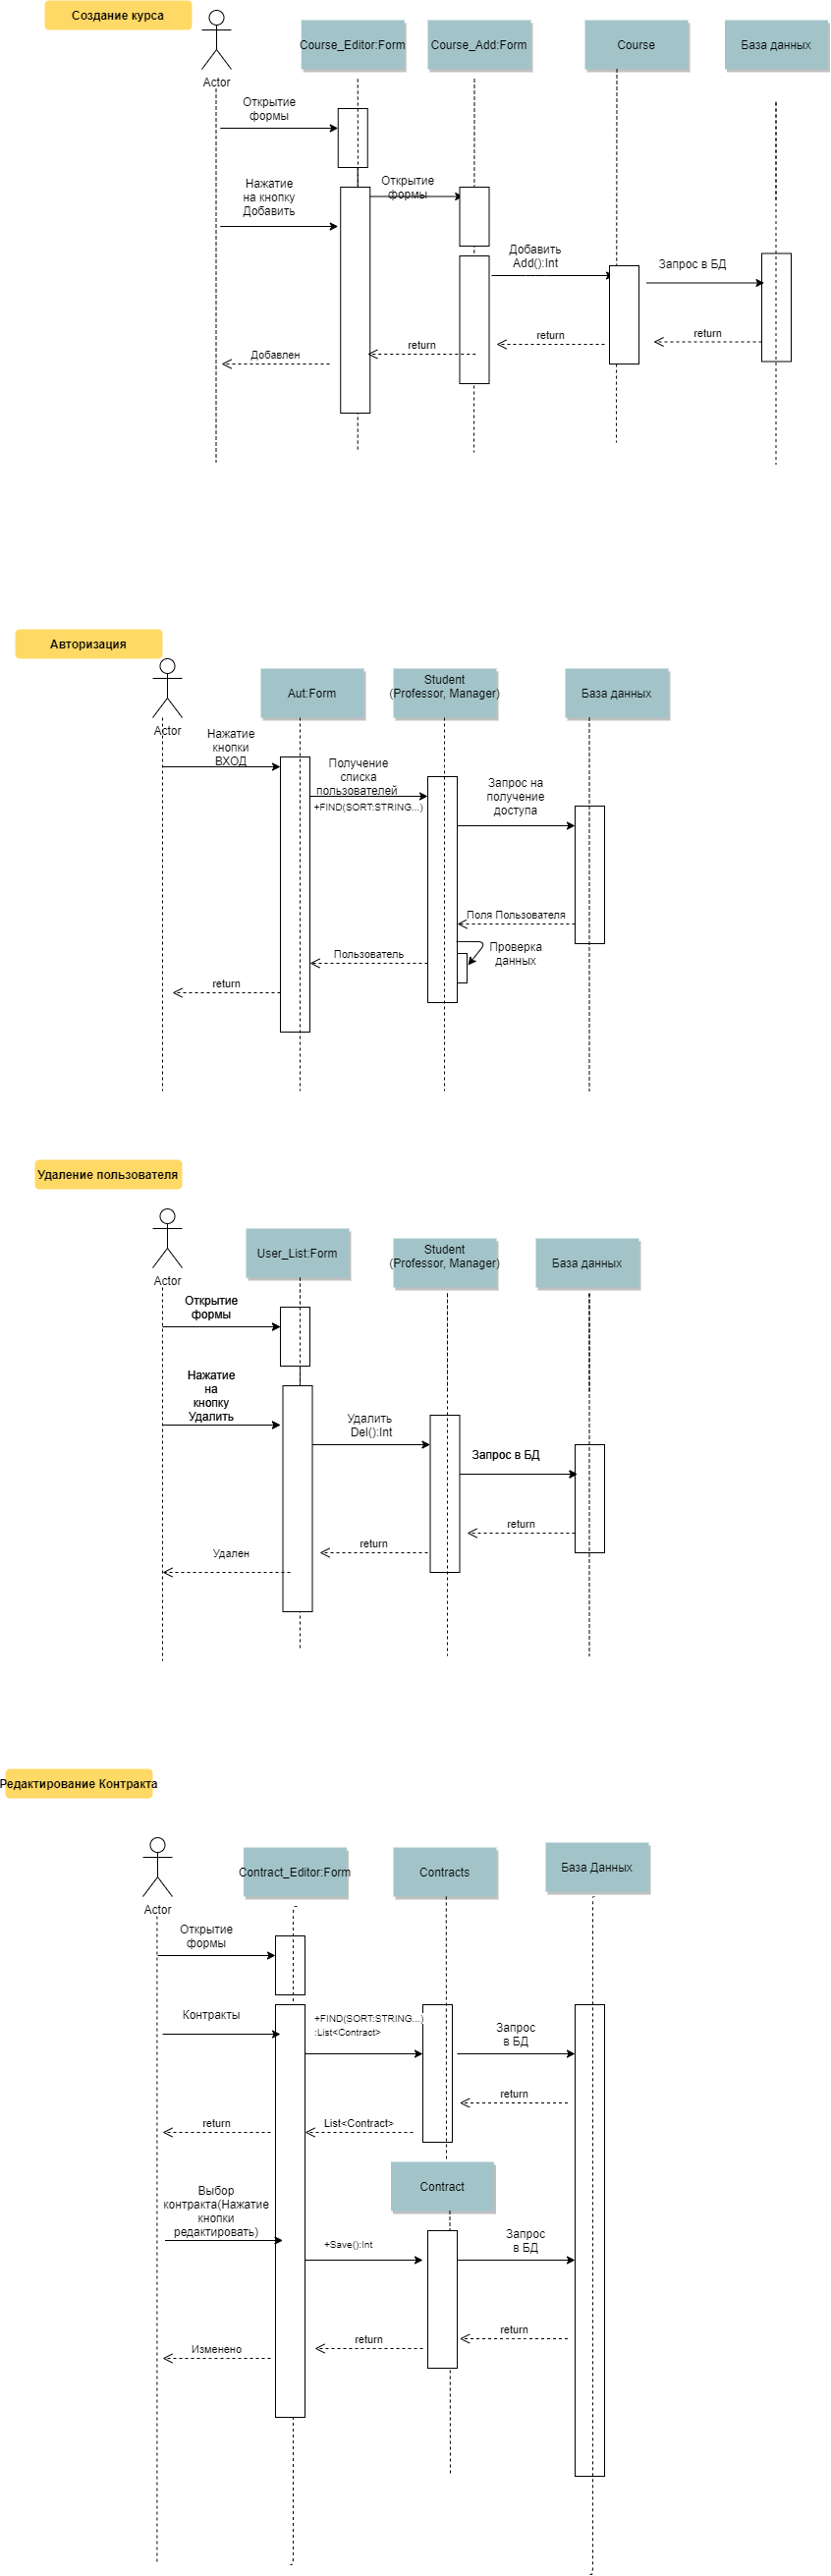 Создание курса
Actor
Course_Editor:Form
Course_Add:Form
Course
База данных
Открытие
формы
Нажатие
на кнопку
Добавить
Открытие
формы
Добавить
Add():Int
Запрос в БД
return
return
return
Добавлен
Авторизация
Actor
Aut:Form
Student
(Professor, Manager)
База данных
Нажатие
кнопки
ВХОД
Получение
списка
пользователей
+FIND(SORT:STRING...)
Запрос на
получение
доступа
Поля Пользователя
Проверка
данных
Пользователь
return
Удаление пользователя
Actor
User_List:Form
Student
(Professor, Manager)
База данных
Открытие
формы
Нажатие
на
кнопку
Удалить
Удалить
Del():Int
Запрос в БД
return
return
Удален
Редактирование Контракта
Actor
Contract_Editor:Form
Contracts
База Данных
Открытие
формы
Контракты
+FIND(SORT:STRING...)
:List<Contract>
Запрос
в БД
return
List<Contract>
return
Contract
Выбор
контракта(Нажатие
кнопки
редактировать)
+Save():Int
Запрос
в БД
return
return
Изменено